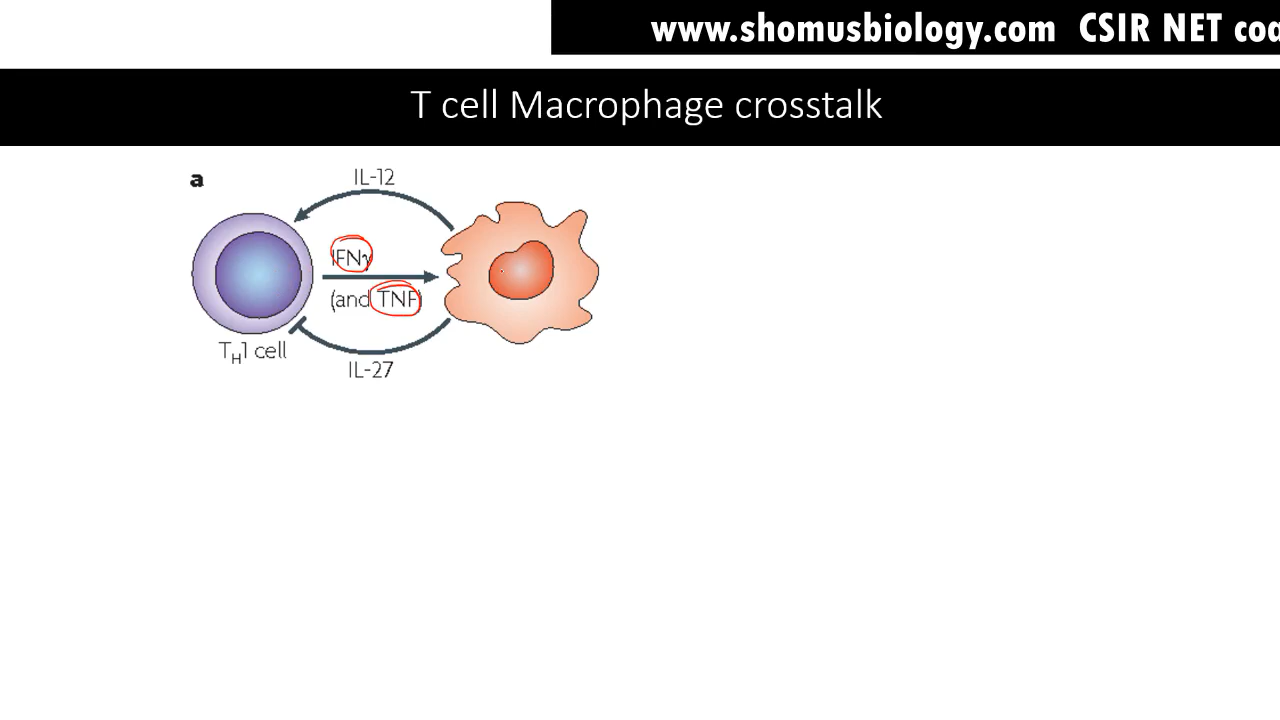 www.shomusbiology.com CSIR NET coa
T cell Macrophage crosstalk
a
IL-12
IFNγ
(and TNF)
TH1 cell
IL-27